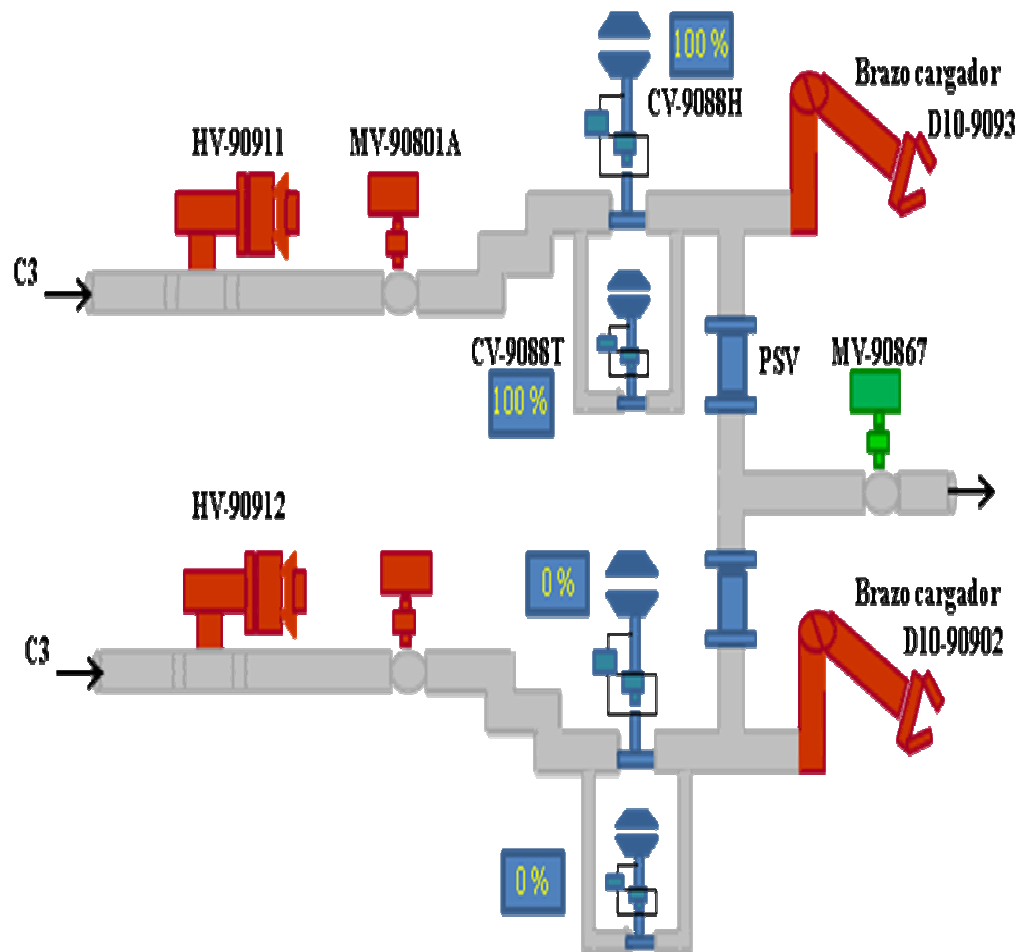 100 %
CV-9088H
Brazo cargador
D10-9093
HV-90911
MV-90801A
C3
CV-9088T
100 %
PSV
MV-90867
HV-90912
0 %
Brazo cargador
D10-90902
C3
0 %